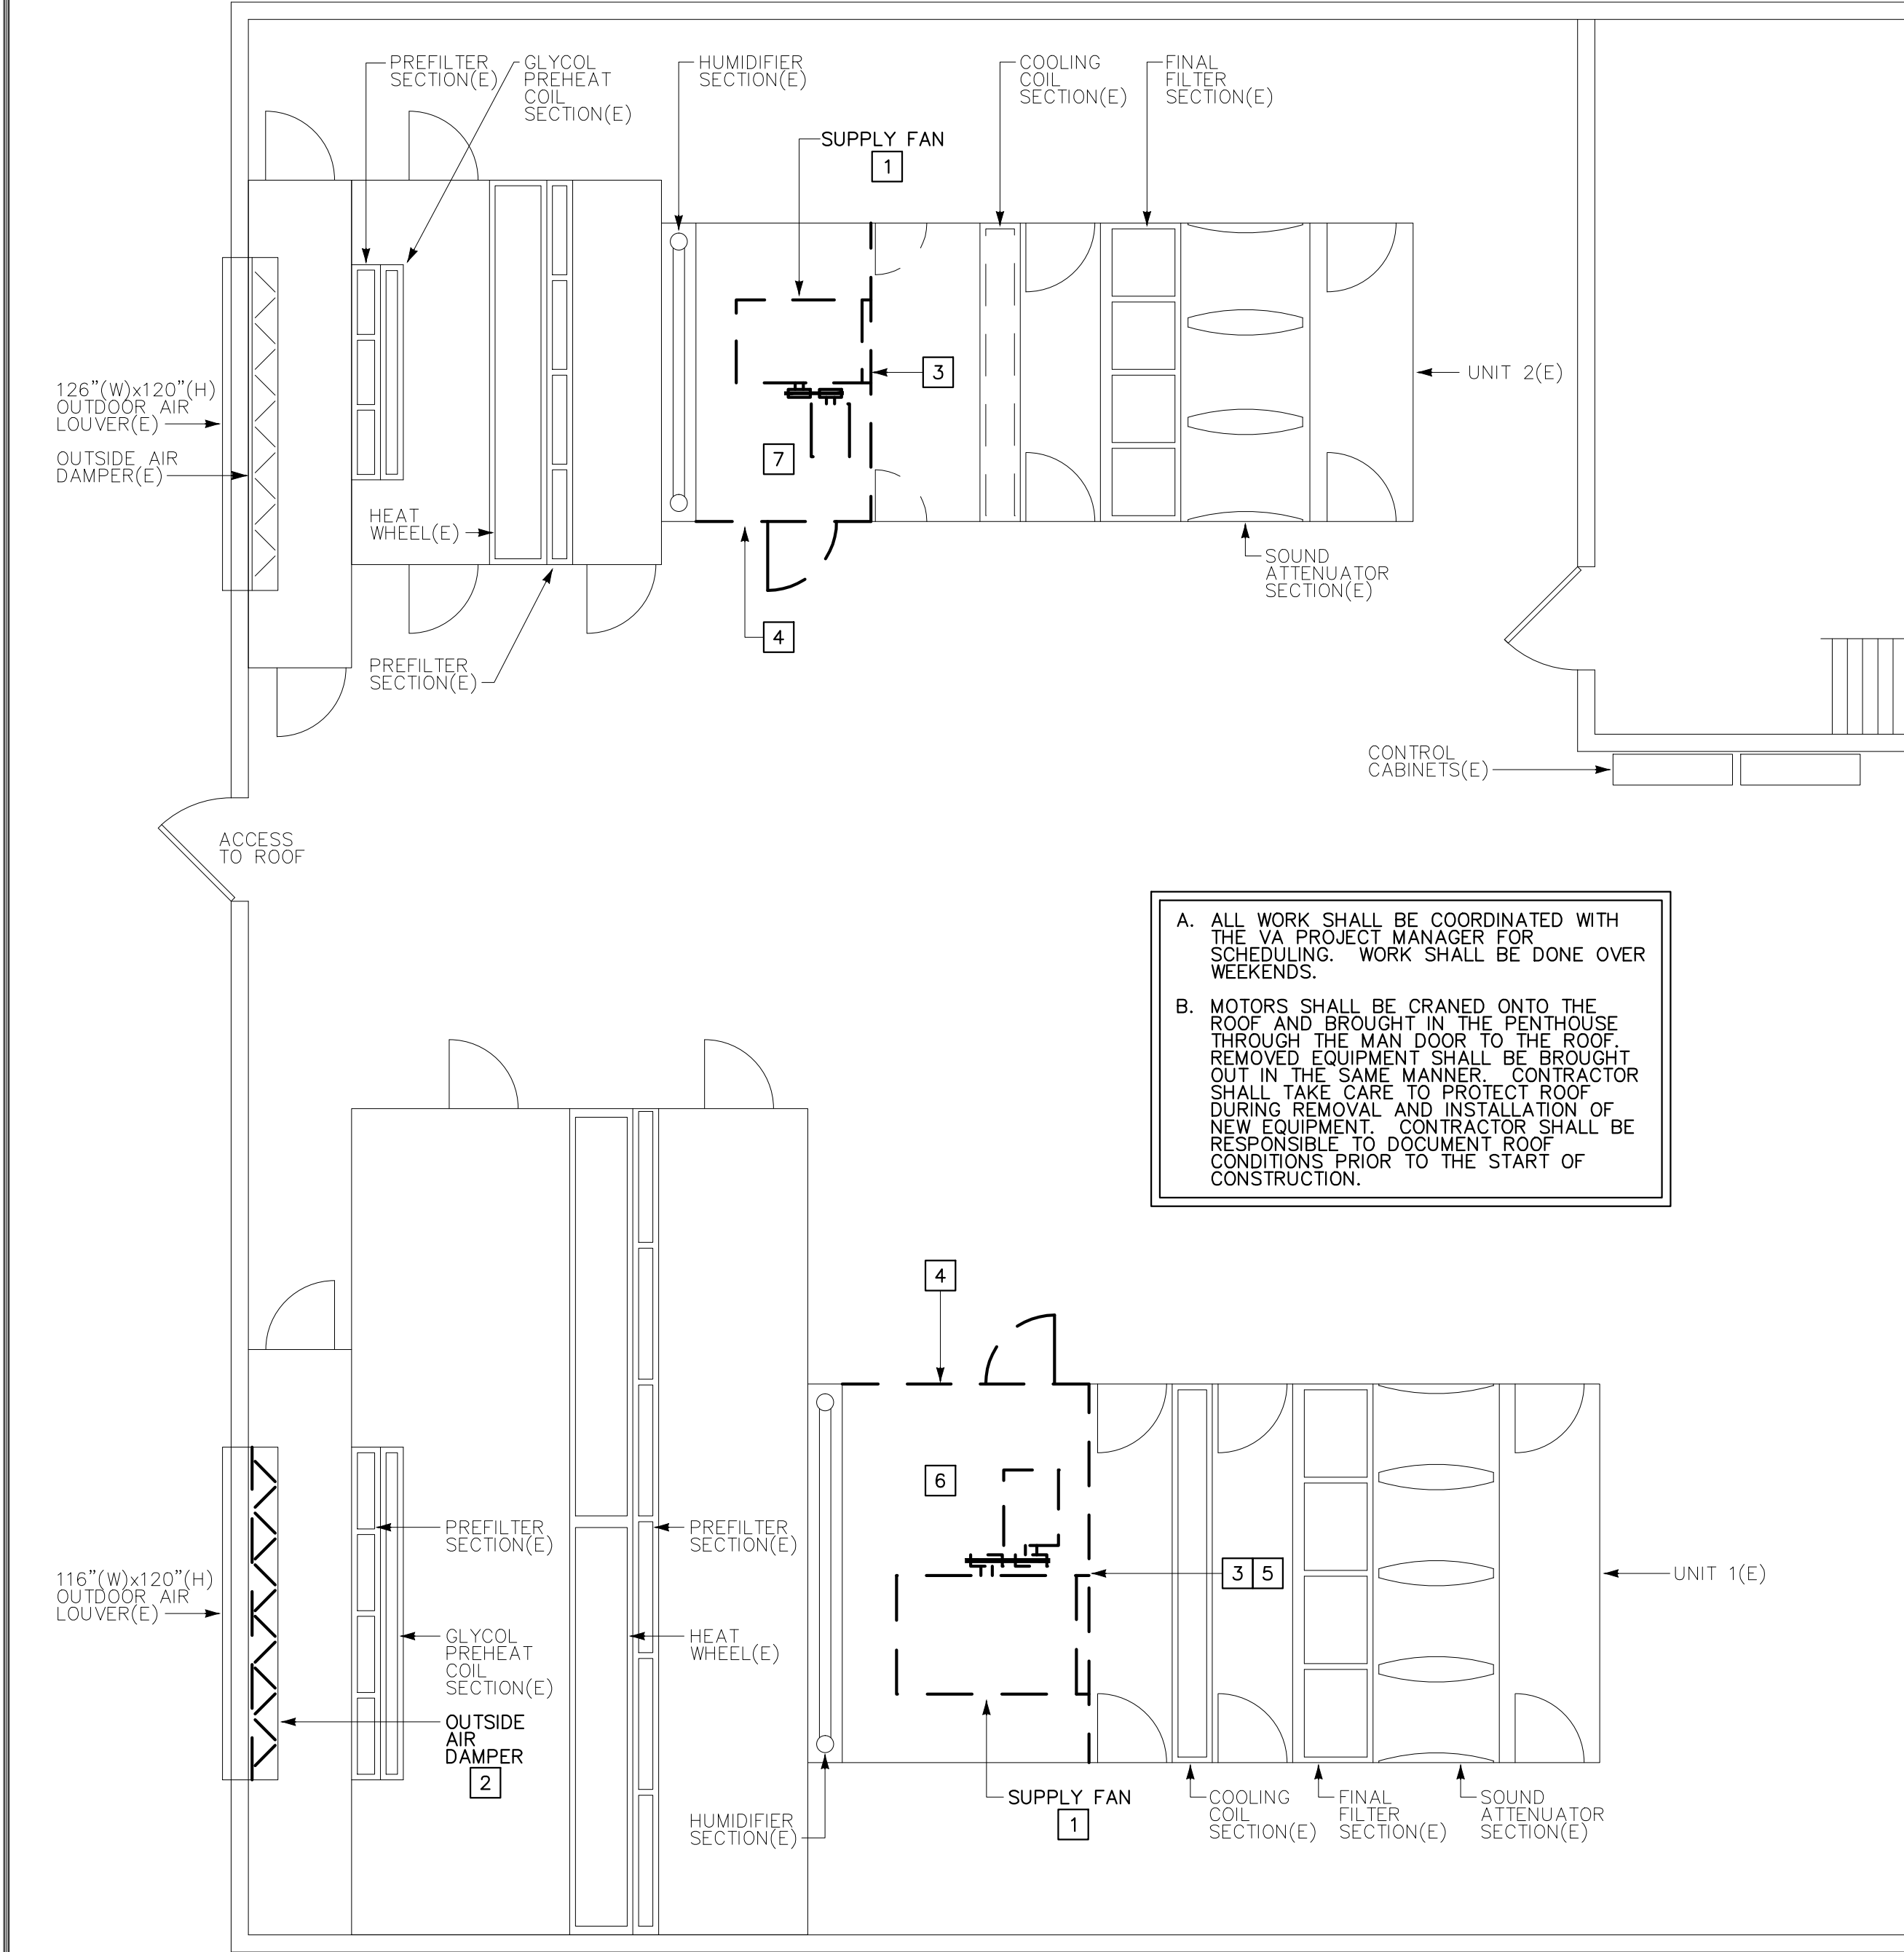 PREFILTER
SECTION(E)
GLYCOL
PREHEAT
COIL
SECTION(E)
HUMIDIFIER
SECTION(E)
COOLING
COIL
SECTION(E)
FINAL
FILTER
SECTION(E)
SUPPLY FAN
1
3
UNIT 2(E)
126"(W)x120"(H)
OUTDOOR AIR
LOUVER(E)
OUTSIDE AIR
DAMPER(E)
7
HEAT
WHEEL(E)
SOUND
ATTENUATOR
SECTION(E)
4
PREFILTER
SECTION(E)
CONTROL
CABINETS(E)
ACCESS
TO ROOF
A. ALL WORK SHALL BE COORDINATED WITH
THE VA PROJECT MANAGER FOR
SCHEDULING. WORK SHALL BE DONE OVER
WEEKENDS.
B. MOTORS SHALL BE CRANED ONTO THE
ROOF AND BROUGHT IN THE PENTHOUSE
THROUGH THE MAN DOOR TO THE ROOF.
REMOVED EQUIPMENT SHALL BE BROUGHT
OUT IN THE SAME MANNER. CONTRACTOR
SHALL TAKE CARE TO PROTECT ROOF
DURING REMOVAL AND INSTALLATION OF
NEW EQUIPMENT. CONTRACTOR SHALL BE
RESPONSIBLE TO DOCUMENT ROOF
CONDITIONS PRIOR TO THE START OF
CONSTRUCTION.
4
6
PREFILTER
SECTION(E)
PREFILTER
SECTION(E)
3 5
UNIT 1(E)
116"(W)x120"(H)
OUTDOOR AIR
LOUVER(E)
GLYCOL
PREHEAT
COIL
SECTION(E)
HEAT
WHEEL(E)
OUTSIDE
AIR
DAMPER
2
HUMIDIFIER
SECTION(E)
SUPPLY FAN
1
COOLING
COIL
SECTION(E)
FINAL
FILTER
SECTION(E)
SOUND
ATTENUATOR
SECTION(E)